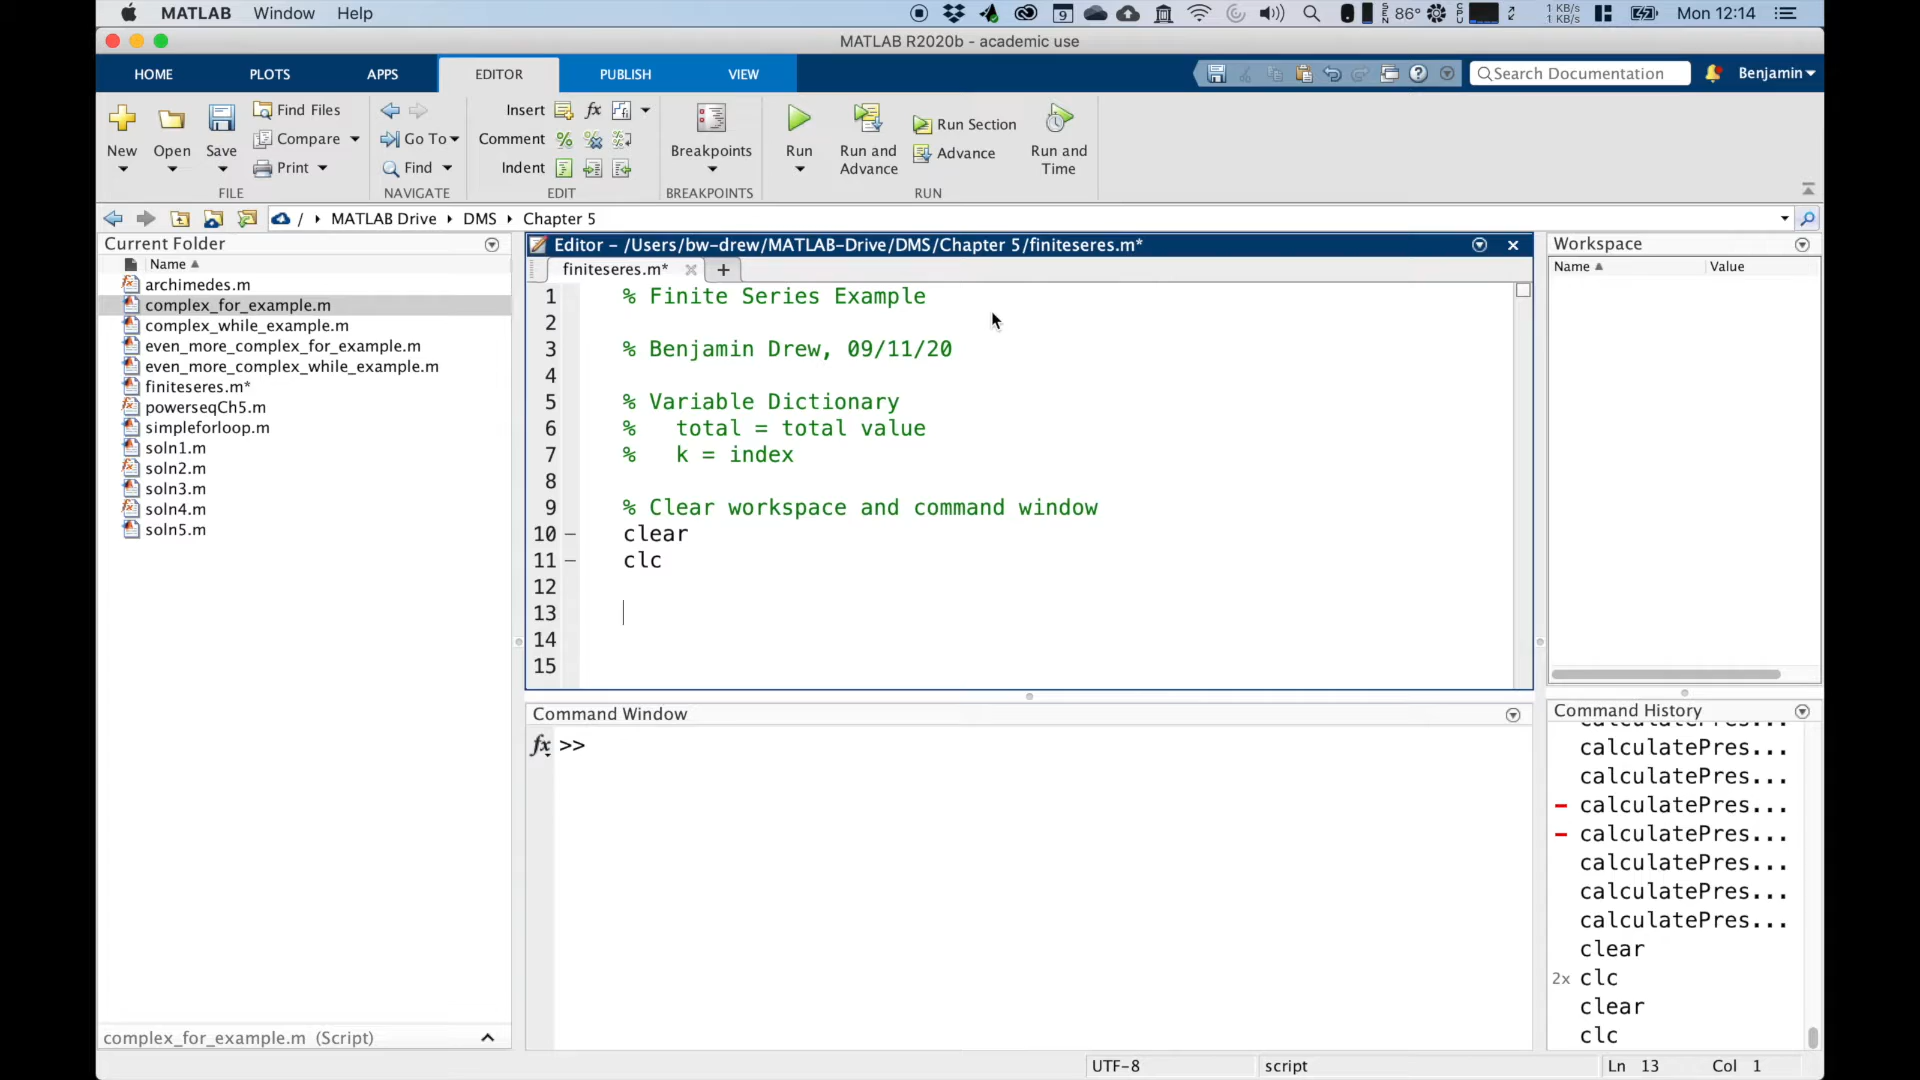 MATLAB Window Help
9
86°
1 KB/s
1 KB/s
Mon 12:14
MATLAB R2020b - academic use
HOME PLOTS APPS EDITOR PUBLISH VIEW
Search Documentation
Benjamin
New
Open
Save
Find Files
Compare
Print
FILE
Go To
Find
NAVIGATE
Insert
Comment
Indent
EDIT
Breakpoints
BREAKPOINTS
Run
Run and
Advance
Run Section
Advance
Run and
Time
RUN
/ MATLAB Drive DMS Chapter 5
Current Folder
Name
archimedes.m
complex_for_example.m
complex_while_example.m
even_more_complex_for_example.m
even_more_complex_while_example.m
finiteseres.m*
powerseqCh5.m
simpleforloop.m
soln1.m
soln2.m
soln3.m
soln4.m
soln5.m
complex_for_example.m (Script)
Editor – /Users/bw-drew/MATLAB-Drive/DMS/Chapter 5/finiteseres.m*
finiteseres.m*
1 % Finite Series Example
2
3 % Benjamin Drew, 09/11/20
4
5 % Variable Dictionary
6 % total = total value
7 % k = index
8
9 % Clear workspace and command window
10 – clear
11 – clc
12
13
14
15
Command Window
fx >>
Workspace
Name Value
Command History
calculatePres...
calculatePres...
calculatePres...
calculatePres...
calculatePres...
calculatePres...
calculatePres...
calculatePres...
clear
2x clc
clear
clc
UTF-8 script Ln 13 Col 1